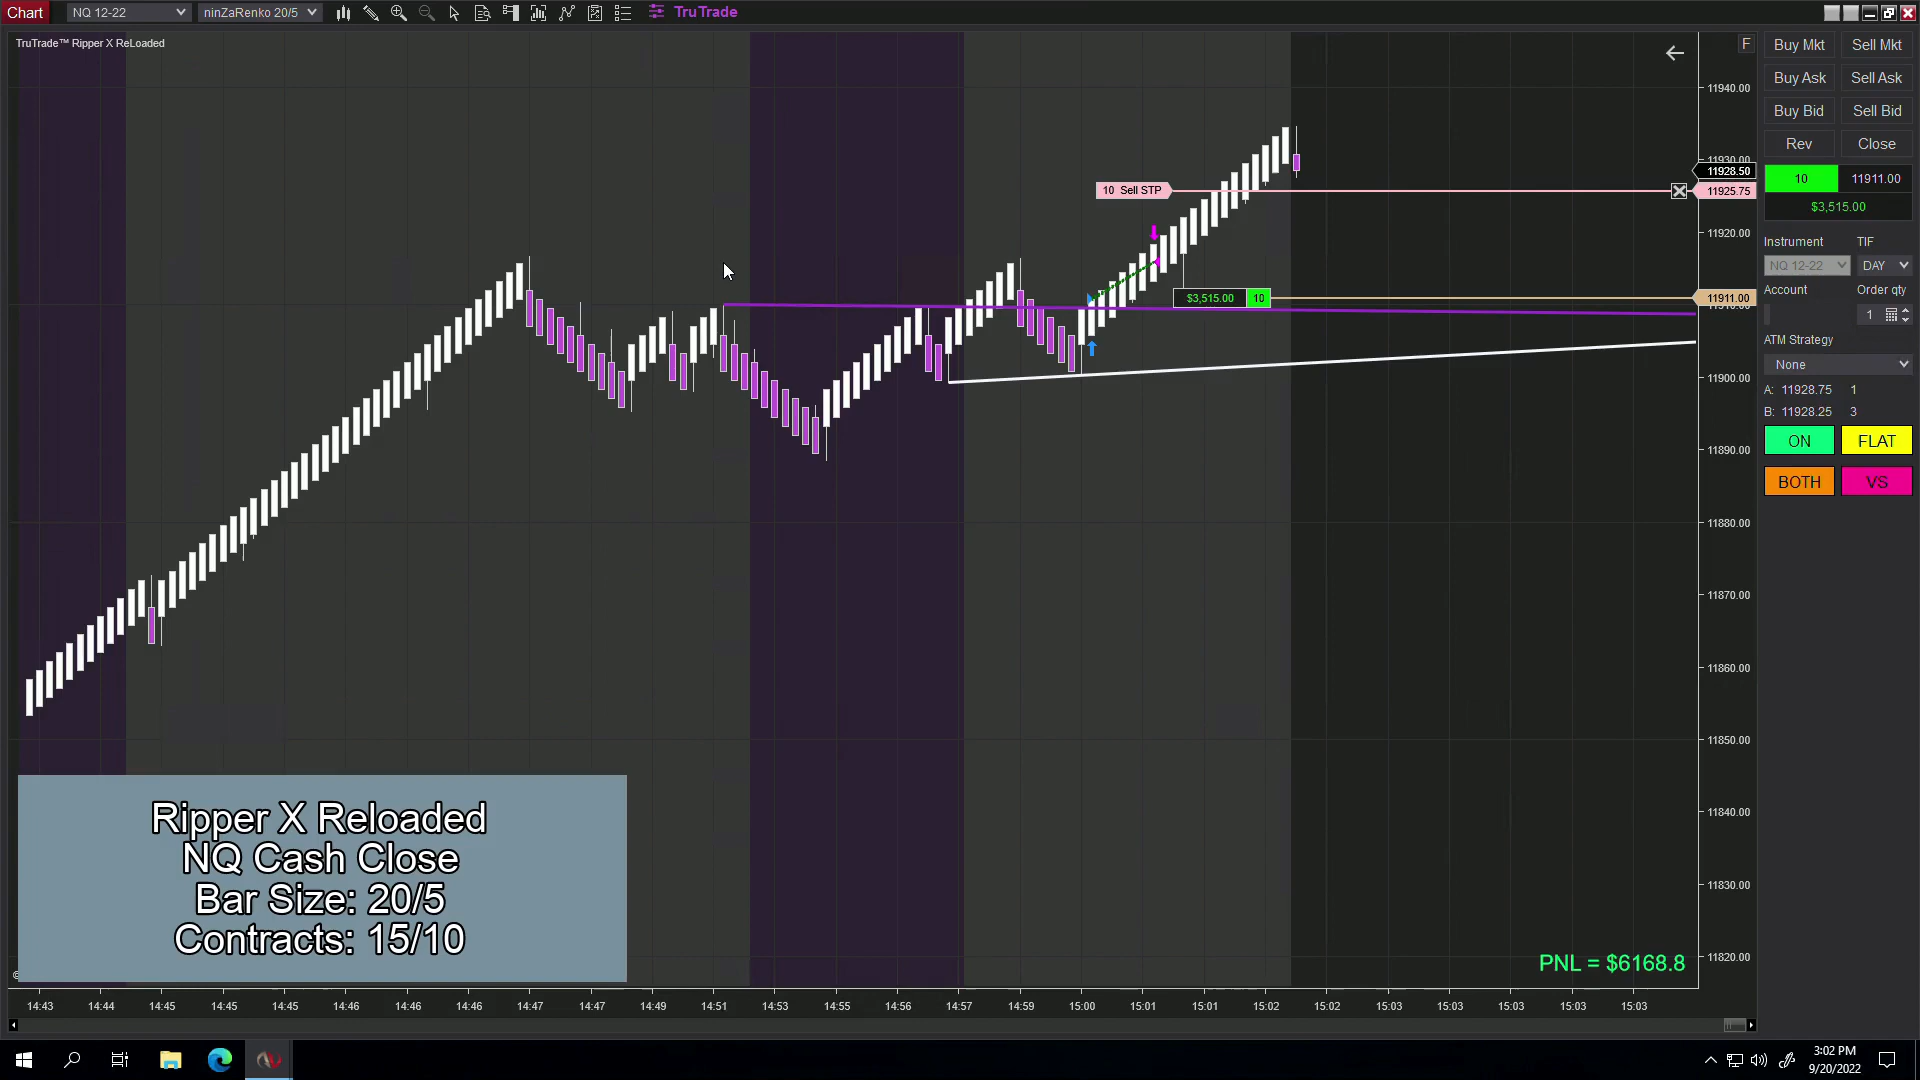 Chart
NQ 12-22
ninZaRenko 20/5
TruTrade
TruTrade™ Ripper X ReLoaded
F
Buy Mkt
Sell Mkt
Buy Ask
Sell Ask
Buy Bid
Sell Bid
Rev
Close
10
11911.00
$3,515.00
Instrument
TIF
NQ 12-22
DAY
Account
Order qty
1
ATM Strategy
None
A: 11928.75 1
B: 11928.25 3
ON
FLAT
BOTH
VS
11940.00
11930.00
11928.50
11925.75
11920.00
11911.00
11900.00
11890.00
11880.00
11870.00
11860.00
11850.00
11840.00
11830.00
11820.00
10 Sell STP
$3,515.00 10
Ripper X Reloaded
NQ Cash Close
Bar Size: 20/5
Contracts: 15/10
PNL = $6168.8
14:43 14:44 14:45 14:45 14:46 14:46 14:46 14:46 14:47 14:47 14:49 14:51 14:53 14:55 14:56 14:57 14:59 15:00 15:01 15:01 15:02 15:02 15:03 15:03 15:03 15:03 15:03
3:02 PM
9/20/2022